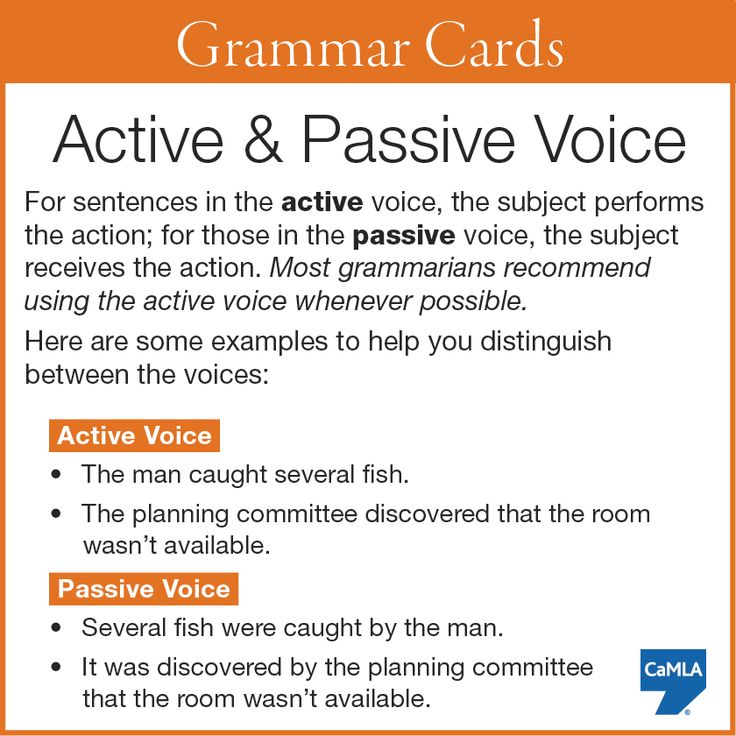 Grammar Cards
Active & Passive Voice
For sentences in the active voice, the subject performs
the action; for those in the passive voice, the subject
receives the action. Most grammarians recommend
using the active voice whenever possible.
Here are some examples to help you distinguish
between the voices:
Active Voice
• The man caught several fish.
• The planning committee discovered that the room
wasn’t available.
Passive Voice
• Several fish were caught by the man.
• It was discovered by the planning committee
that the room wasn’t available.
CaMLA
®